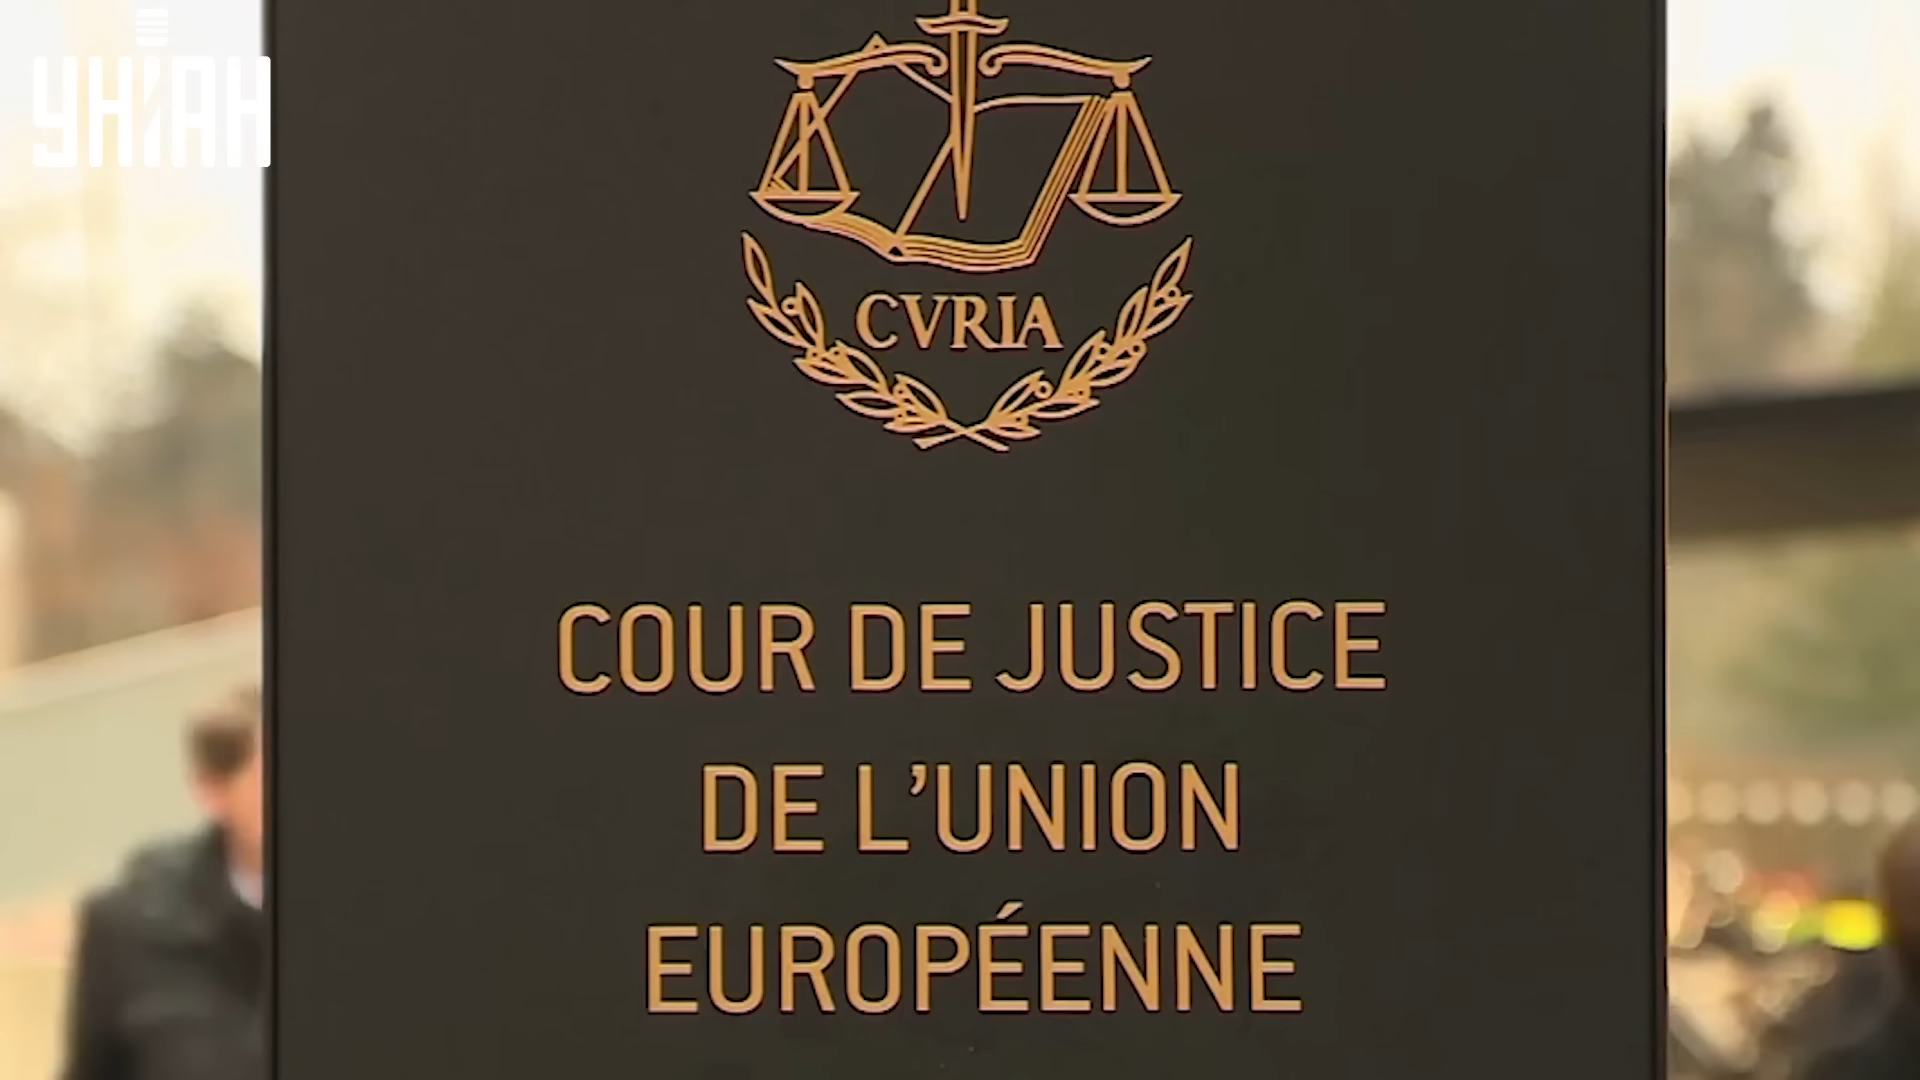 УНІАН
CVRIA
COUR DE JUSTICE
DE L’UNION
EUROPÉENNE